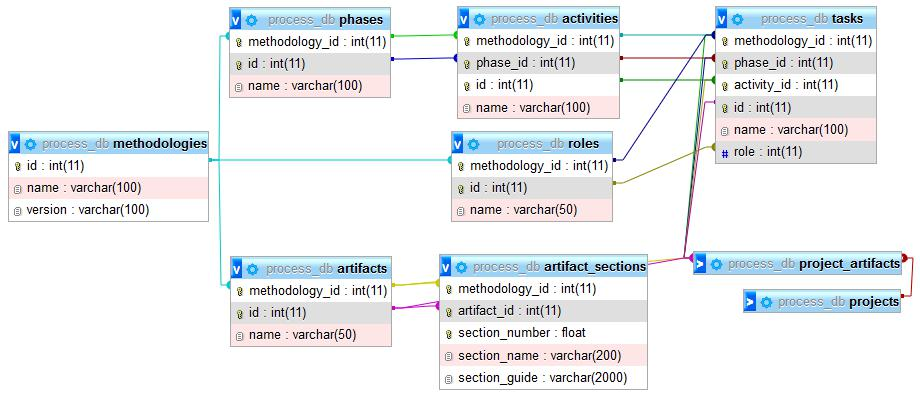 process_db phases
methodology_id : int(11)
id : int(11)
name : varchar(100)
process_db activities
methodology_id : int(11)
phase_id : int(11)
id : int(11)
name : varchar(100)
process_db tasks
methodology_id : int(11)
phase_id : int(11)
activity_id : int(11)
id : int(11)
name : varchar(100)
# role : int(11)
process_db methodologies
id : int(11)
name : varchar(100)
version : varchar(100)
process_db roles
methodology_id : int(11)
id : int(11)
name : varchar(50)
process_db artifacts
methodology_id : int(11)
id : int(11)
name : varchar(50)
process_db artifact_sections
methodology_id : int(11)
artifact_id : int(11)
section_number : float
section_name : varchar(200)
section_guide : varchar(2000)
process_db project_artifacts
process_db projects